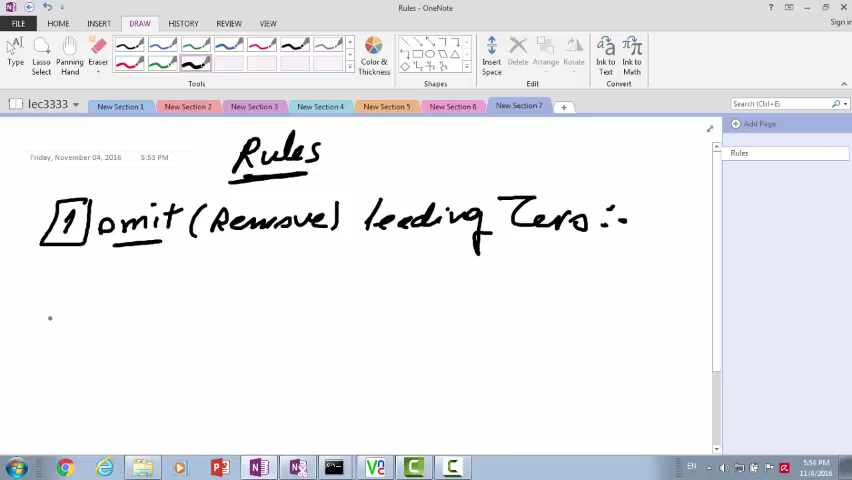 Rules - OneNote
FILE HOME INSERT DRAW HISTORY REVIEW VIEW
Sign in
Type Lasso Select Panning Hand Eraser
Color & Thickness
Insert Space Delete Arrange Rotate
Ink to Text Ink to Math
Tools Shapes Edit Convert
lec3333 New Section 1 New Section 2 New Section 3 New Section 4 New Section 5 New Section 6 New Section 7
Search (Ctrl+E)
Add Page
Rules
Friday, November 04, 2016 5:53 PM
Rules
1 omit (Remove) leading Zero :-
EN
5:54 PM
11/4/2016